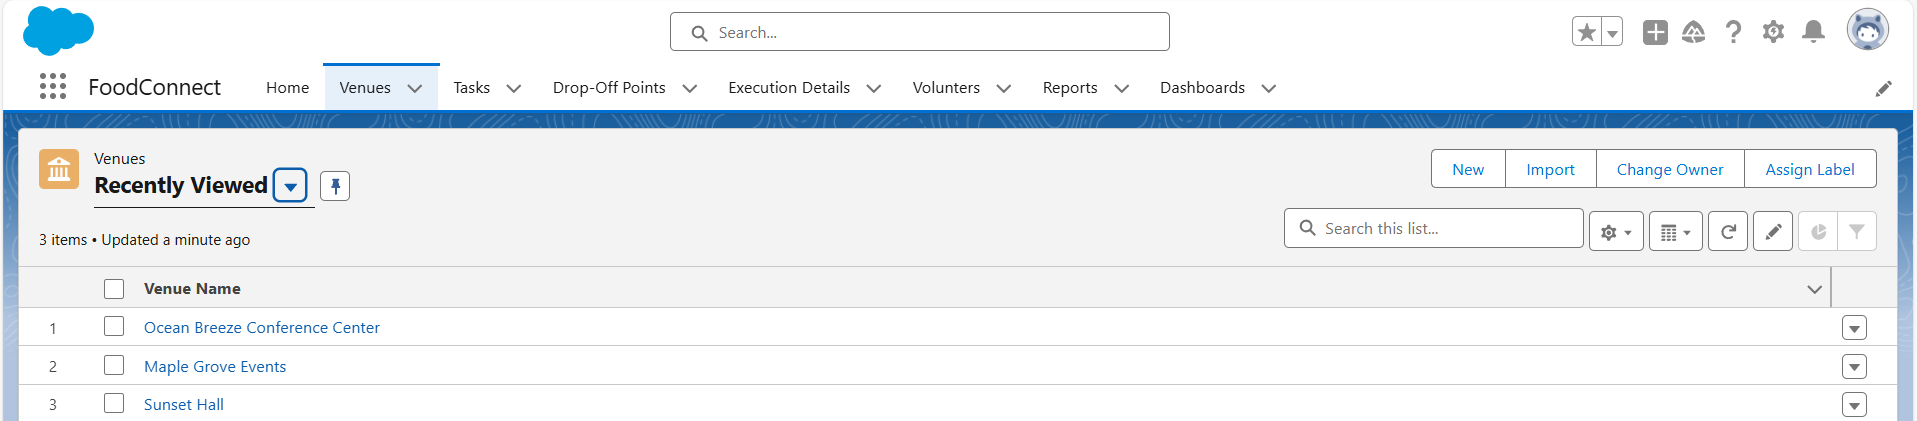 Search...
FoodConnect Home Venues Tasks Drop-Off Points Execution Details Volunters Reports Dashboards
Venues
Recently Viewed
New Import Change Owner Assign Label
3 items • Updated a minute ago
Search this list...
Venue Name
1 Ocean Breeze Conference Center
2 Maple Grove Events
3 Sunset Hall